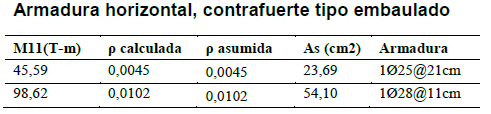 Armadura horizontal, contrafuerte tipo embaulado
M11(T-m) ρ calculada ρ asumida As (cm2) Armadura
45,59 0,0045 0,0045 23,69 1Ø25@21cm
98,62 0,0102 0,0102 54,10 1Ø28@11cm